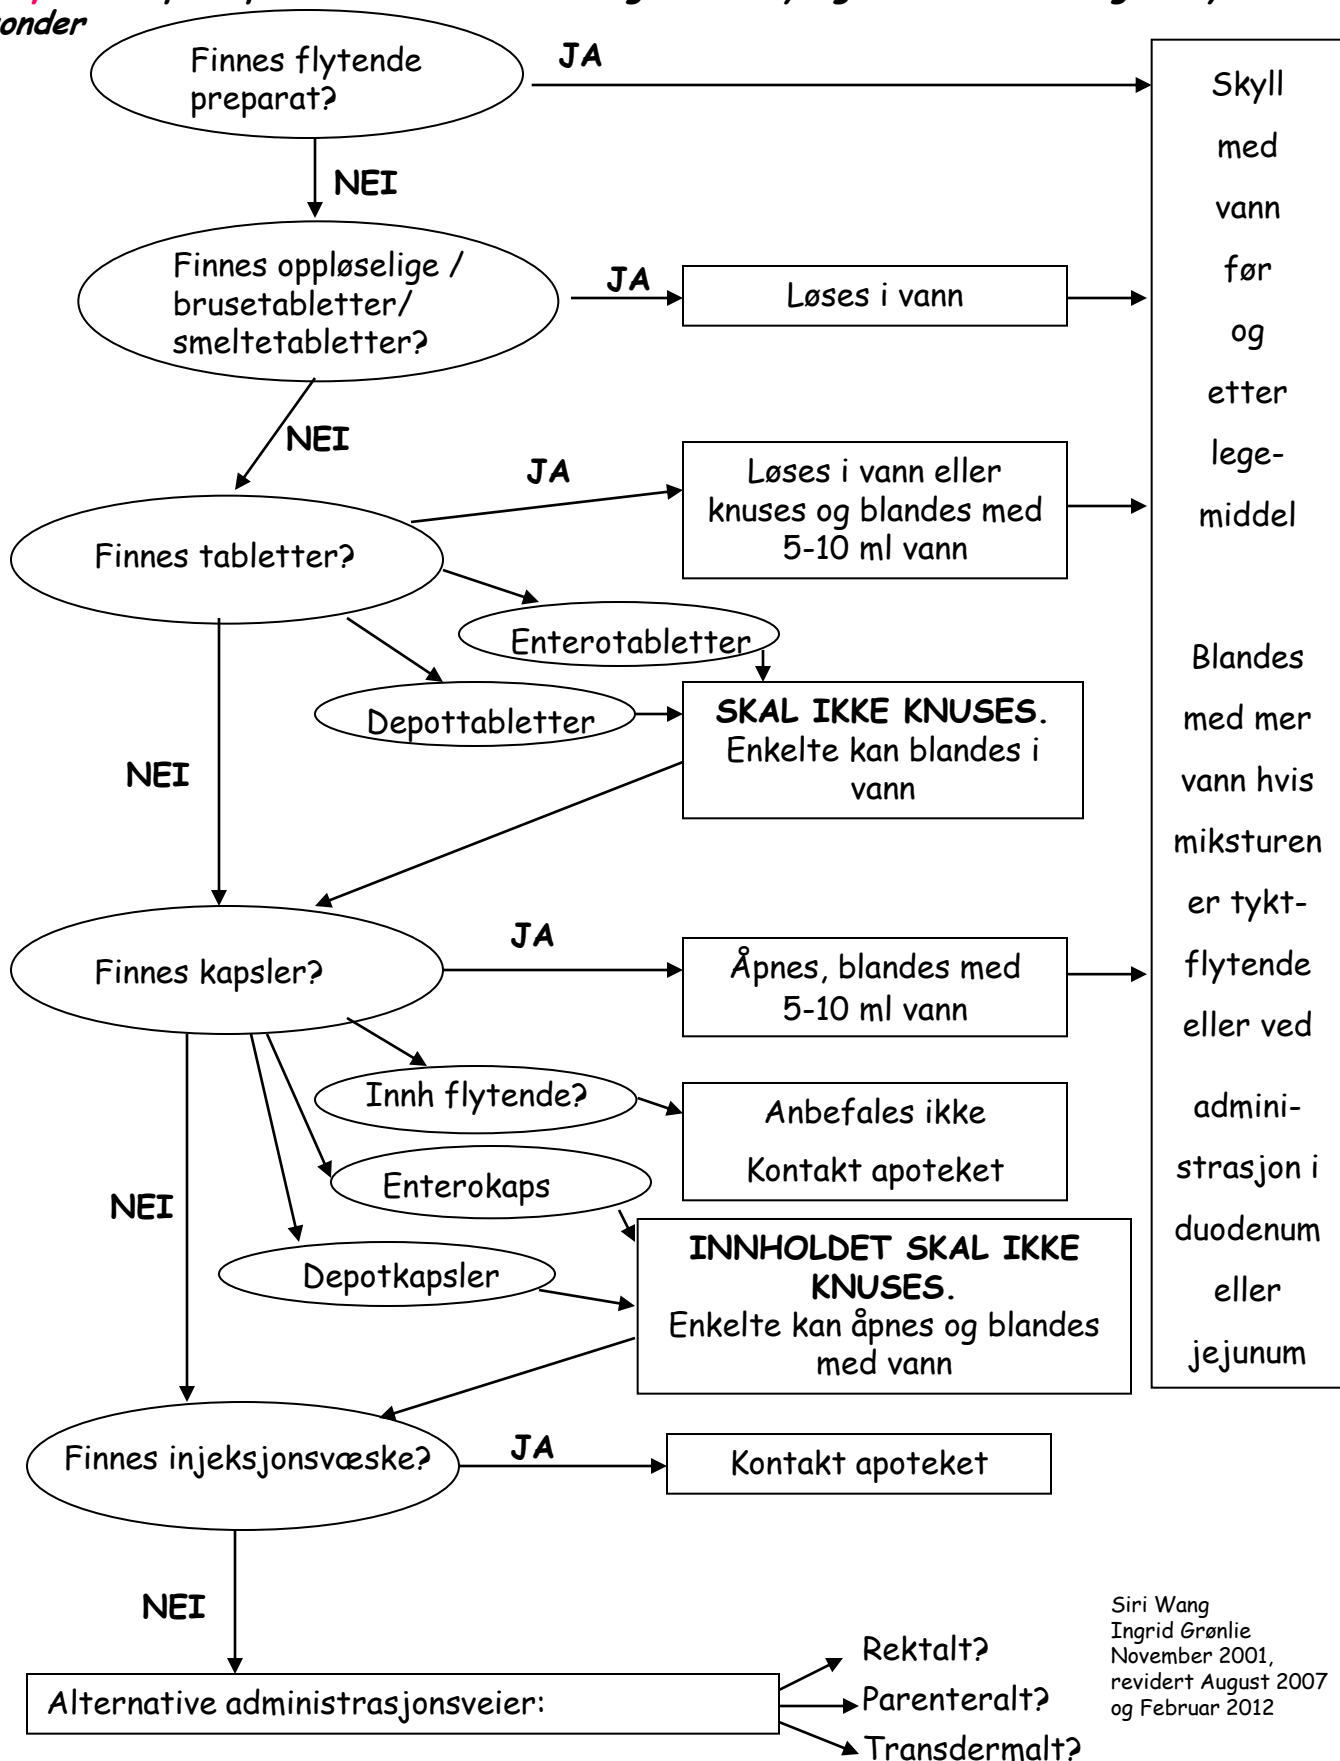 onder
Finnes flytende
preparat?
JA
NEI
Finnes oppløselige /
brusetabletter/
smeltetabletter?
JA
Løses i vann
NEI
Finnes tabletter?
JA
Løses i vann eller
knuses og blandes med
5-10 ml vann
Enterotabletter
Depottabletter
SKAL IKKE KNUSES.
Enkelte kan blandes i
vann
NEI
Finnes kapsler?
JA
Åpnes, blandes med
5-10 ml vann
Innh flytende?
Anbefales ikke
Kontakt apoteket
Enterokaps
Depotkapsler
INNHOLDET SKAL IKKE
KNUSES.
Enkelte kan åpnes og blandes
med vann
NEI
Finnes injeksjonsvæske?
JA
Kontakt apoteket
NEI
Alternative administrasjonsveier:
Rektalt?
Parenteralt?
Transdermalt?
Skyll
med
vann
før
og
etter
lege-
middel
Blandes
med mer
vann hvis
miksturen
er tykt-
flytende
eller ved
admini-
strasjon i
duodenum
eller
jejunum
Siri Wang
Ingrid Grønlie
November 2001,
revidert August 2007
og Februar 2012